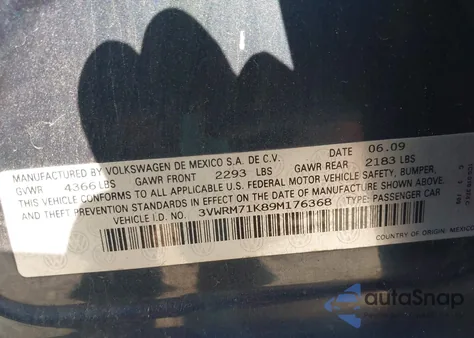 MANUFACTURED BY VOLKSWAGEN DE MEXICO S.A. DE C.V. DATE 06.09
GVWR 4366 LBS GAWR FRONT 2293 LBS GAWR REAR 2183 LBS
THIS VEHICLE CONFORMS TO ALL APPLICABLE U.S. FEDERAL MOTOR VEHICLE SAFETY, BUMPER,
AND THEFT PREVENTION STANDARDS IN EFFECT ON THE DATE OF MANUFACTURE SHOWN ABOVE.
VEHICLE I.D. NO. : 3VWRM71K89M176368 TYPE: PASSENGER CAR
COUNTRY OF ORIGIN: MEXICO
autaSnap